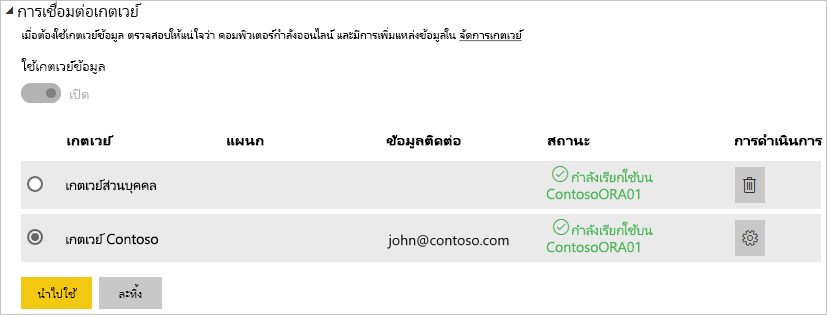 การเชื่อมต่อเกตเวย์
เมื่อต้องใช้เกตเวย์ข้อมูล ตรวจสอบให้แน่ใจว่า คอมพิวเตอร์กำลังออนไลน์ และมีการเพิ่มแหล่งข้อมูลใน จัดการเกตเวย์
ใช้เกตเวย์ข้อมูล
เปิด
เกตเวย์ แผนก ข้อมูลติดต่อ สถานะ การดำเนินการ
เกตเวย์ส่วนบุคคล กำลังเรียกใช้บน
ContosoORA01
เกตเวย์ Contoso john@contoso.com กำลังเรียกใช้บน
ContosoORA01
นำไปใช้ ละทิ้ง